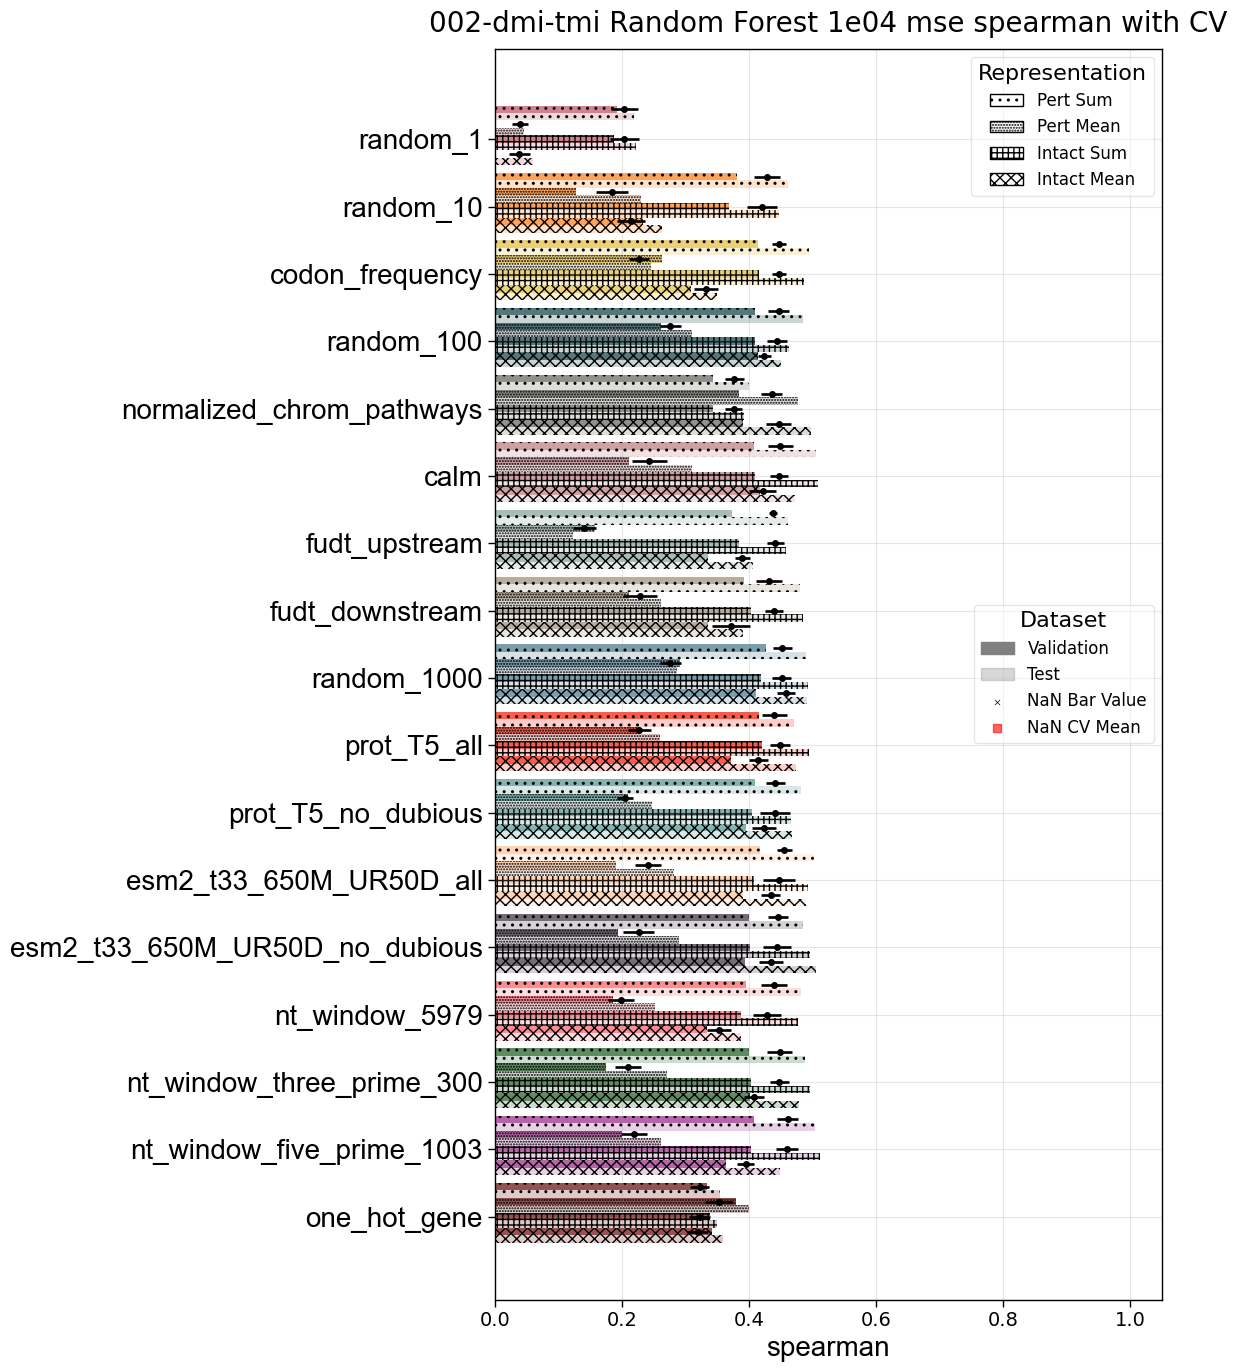 002-dmi-tmi Random Forest 1e04 mse spearman with CV
Representation
Pert Sum
Pert Mean
Intact Sum
Intact Mean
random_1
random_10
codon_frequency
random_100
normalized_chrom_pathways
calm
fudt_upstream
fudt_downstream
random_1000
prot_T5_all
prot_T5_no_dubious
esm2_t33_650M_UR50D_all
esm2_t33_650M_UR50D_no_dubious
nt_window_5979
nt_window_three_prime_300
nt_window_five_prime_1003
one_hot_gene
Dataset
Validation
Test
NaN Bar Value
NaN CV Mean
0.0 0.2 0.4 0.6 0.8 1.0
spearman